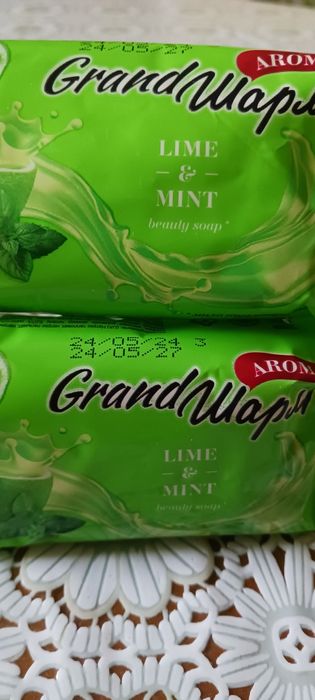 24/05/27
AROM
Grand Шарм
LIME
&
MINT
beauty soap*
24/05/24 3
24/05/27
AROM
Grand Шарм
LIME
&
MINT
beauty soap*